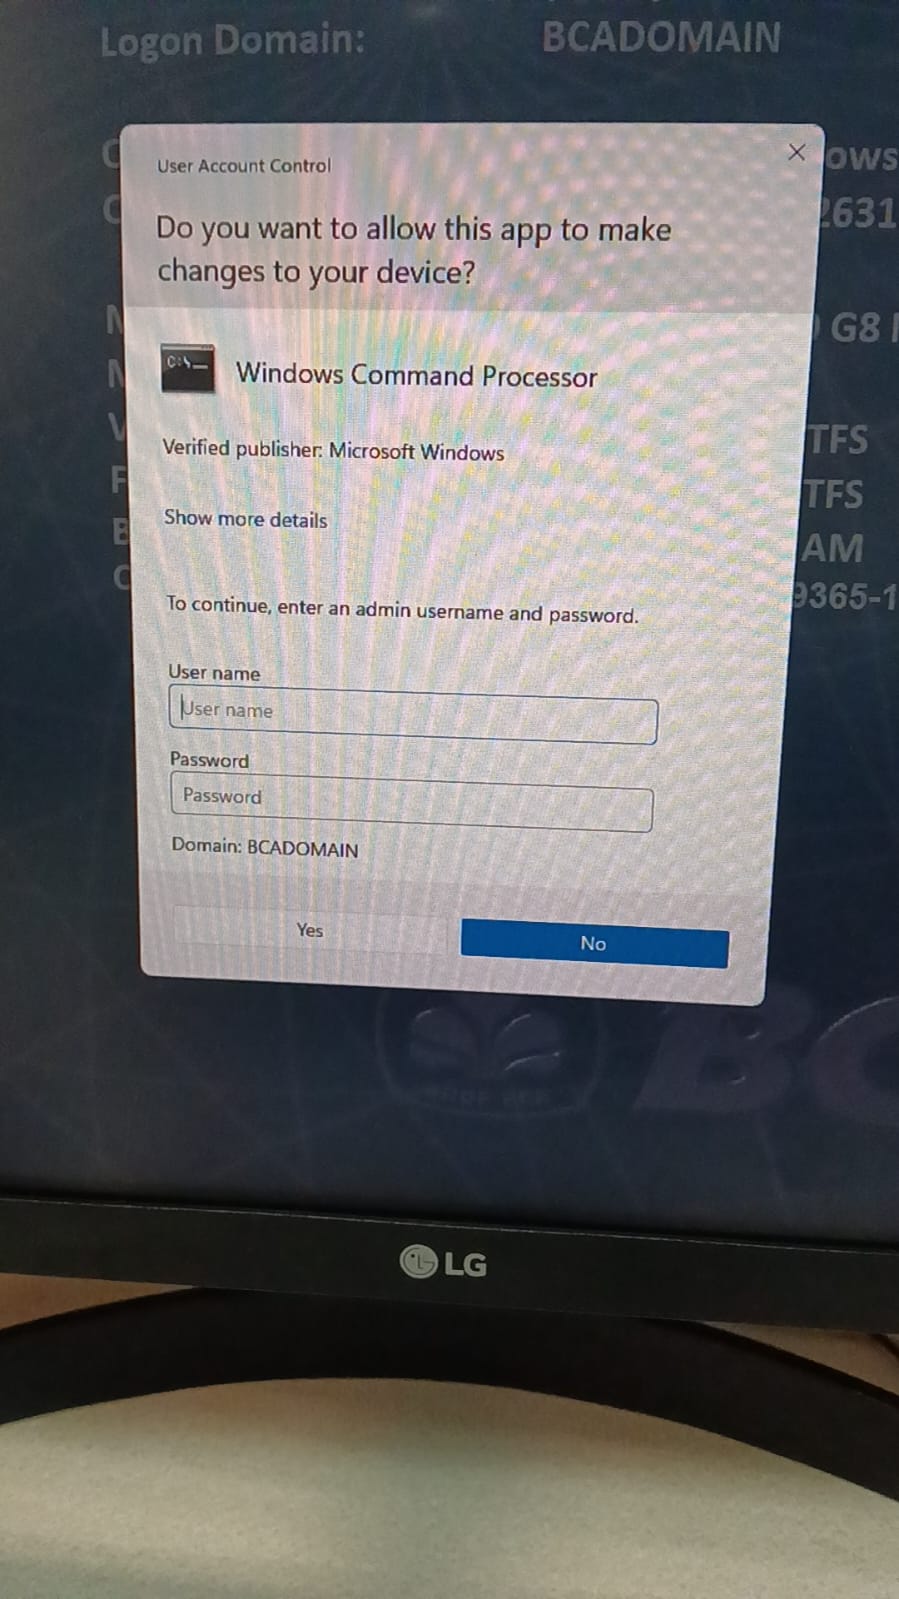 Logon Domain: BCADOMAIN
User Account Control
Do you want to allow this app to make
changes to your device?
C:\_
Windows Command Processor
Verified publisher: Microsoft Windows
Show more details
To continue, enter an admin username and password.
User name
User name
Password
Password
Domain: BCADOMAIN
Yes No
ows
2631
G8
TFS
TFS
AM
9365-1
BC
LG